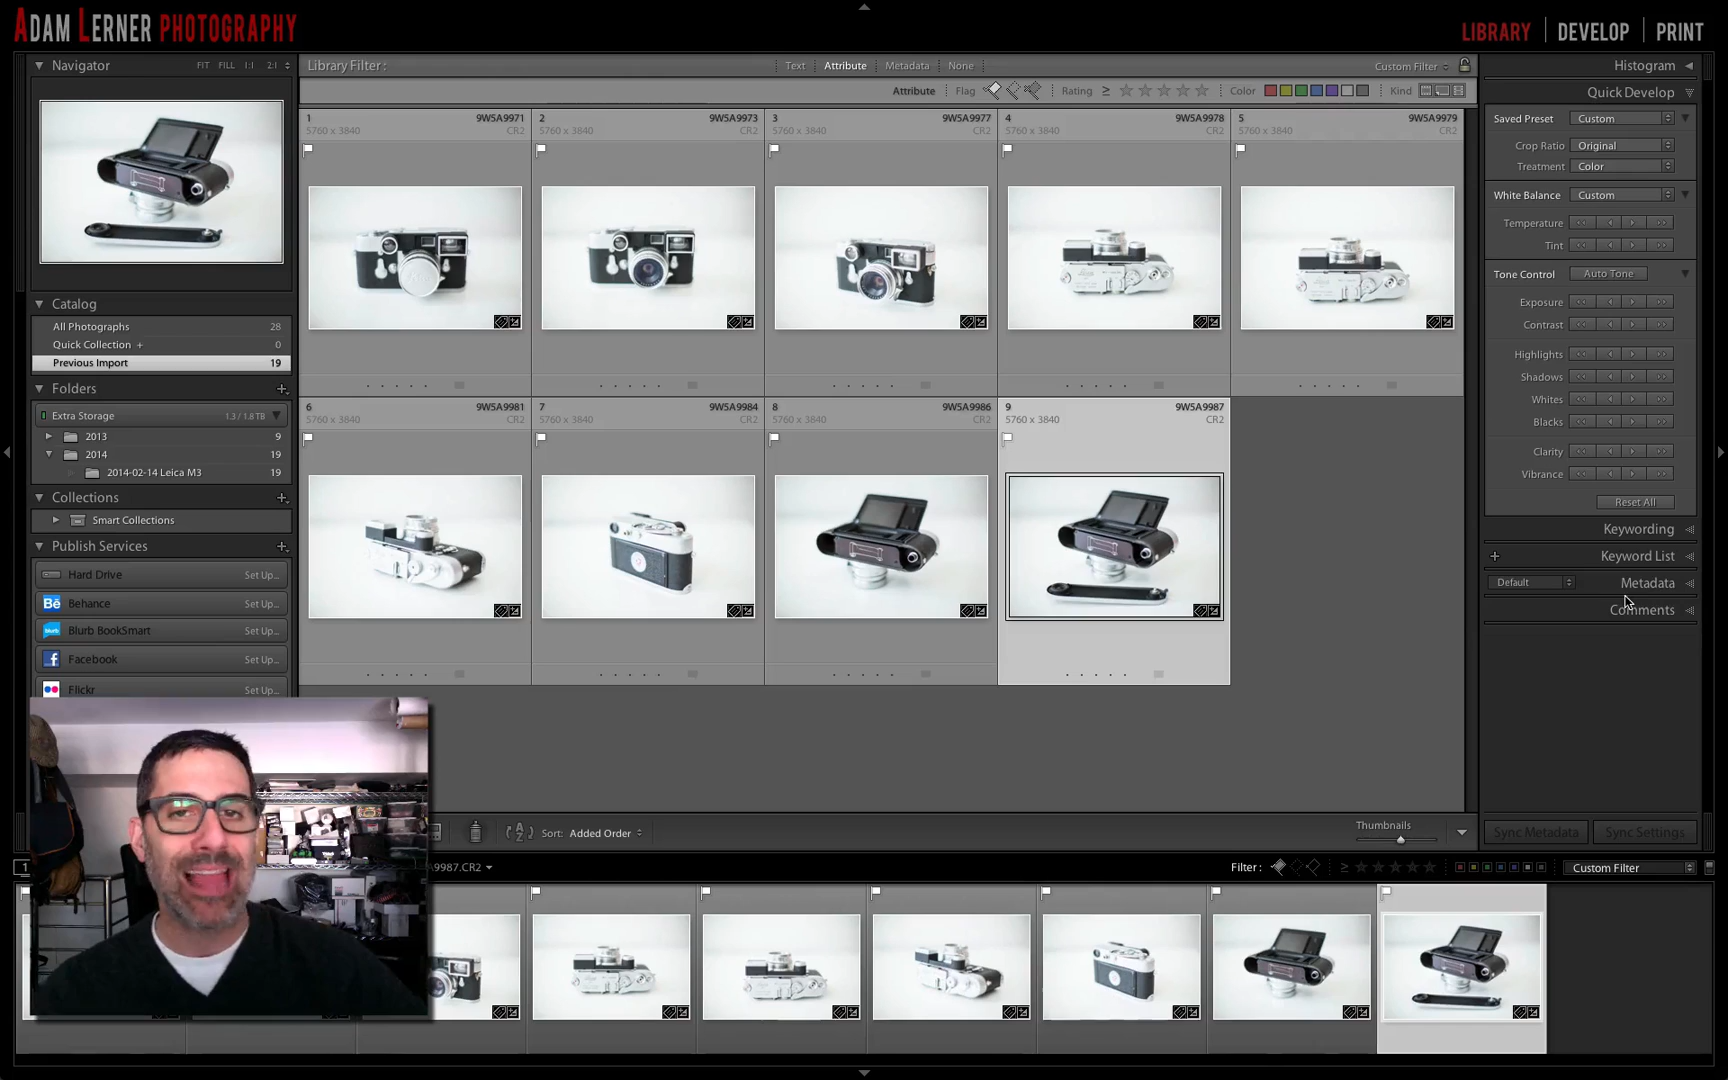 ADAM LERNER PHOTOGRAPHY
LIBRARY | DEVELOP | PRINT
Navigator FIT FILL 1:1 2:1
Catalog
All Photographs 28
Quick Collection + 0
Previous Import 19
Folders
Extra Storage 1.3 / 1.8 TB
2013 9
2014 19
2014-02-14 Leica M3 19
Collections
Smart Collections
Publish Services
Hard Drive Set Up...
Bē Behance Set Up...
blurb Blurb BookSmart Set Up...
f Facebook Set Up...
Flickr Set Up...
Library Filter : Text Attribute Metadata None Custom Filter
Attribute Flag Rating ≥ Color Kind
1 9W5A9971
5760 x 3840 CR2
2 9W5A9973
5760 x 3840 CR2
3 9W5A9977
5760 x 3840 CR2
4 9W5A9978
5760 x 3840 CR2
5 9W5A9979
5760 x 3840 CR2
6 9W5A9981
5760 x 3840 CR2
7 9W5A9984
5760 x 3840 CR2
8 9W5A9986
5760 x 3840 CR2
9 9W5A9987
5760 x 3840 CR2
Sort: Added Order
Thumbnails
Histogram
Quick Develop
Saved Preset Custom
Crop Ratio Original
Treatment Color
White Balance Custom
Temperature
Tint
Tone Control Auto Tone
Exposure
Contrast
Highlights
Shadows
Whites
Blacks
Clarity
Vibrance
Reset All
Keywording
+ Keyword List
Default Metadata
Comments
Sync Metadata Sync Settings
1
9987.CR2
Filter : ≥ Custom Filter